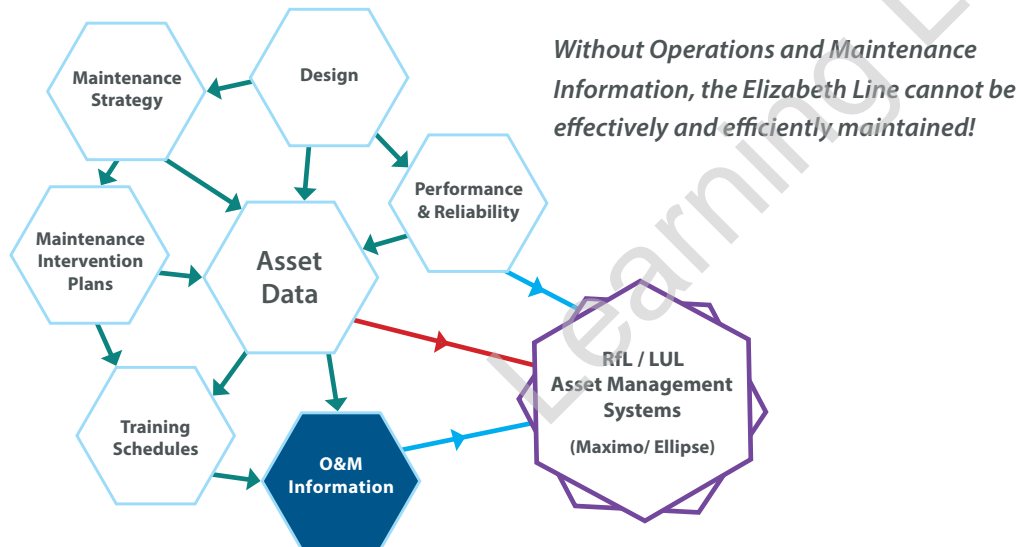 Without Operations and Maintenance
Information, the Elizabeth Line cannot be
effectively and efficiently maintained!
Design
Maintenance
Strategy
Performance
& Reliability
Maintenance
Intervention
Plans
Asset
Data
RfL / LUL
Asset Management
Systems
(Maximo/ Ellipse)
Training
Schedules
O&M
Information
Learning L